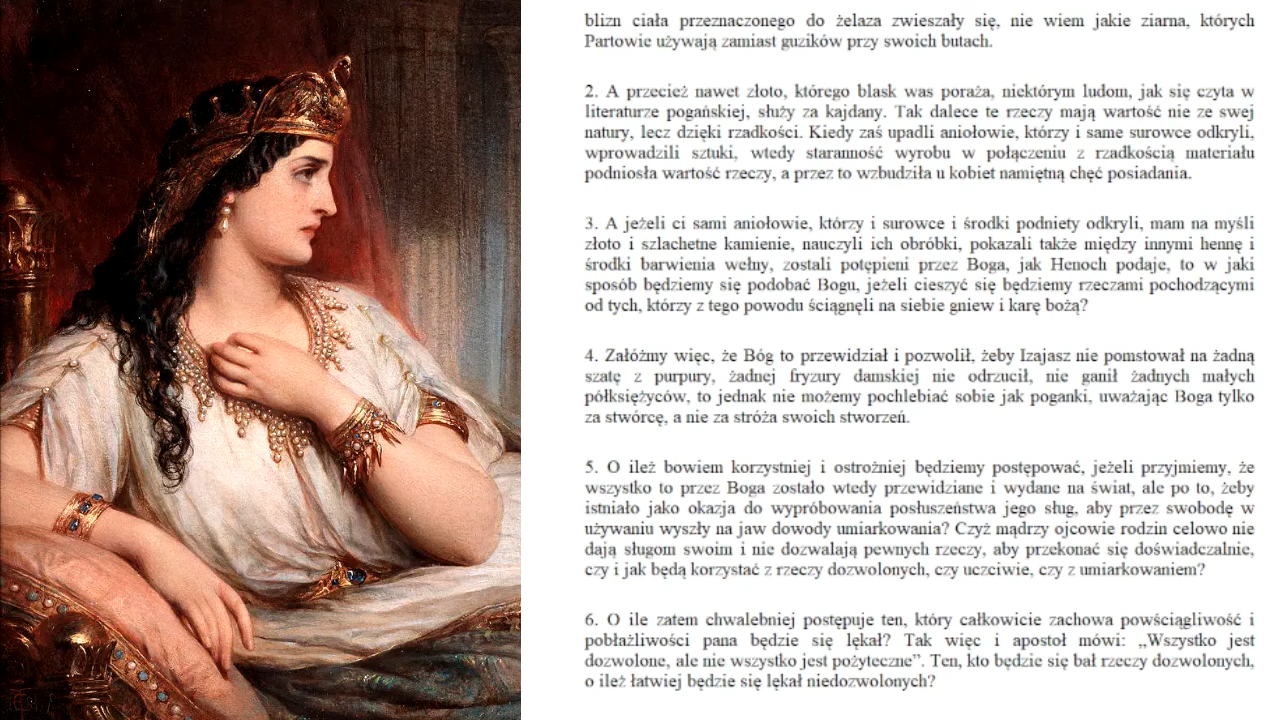 blizn ciała przeznaczonego do żelaza zwieszały się, nie wiem jakie ziarna, których
Partowie używają zamiast guzików przy swoich butach.
2. A przecież nawet złoto, którego blask was poraża, niektórym ludom, jak się czyta w
literaturze pogańskiej, służy za kajdany. Tak dalece te rzeczy mają wartość nie ze swej
natury, lecz dzięki rzadkości. Kiedy zaś upadli aniołowie, którzy i same surowce odkryli,
wprowadzili sztuki, wtedy staranność wyrobu w połączeniu z rzadkością materiału
podniosła wartość rzeczy, a przez to wzbudziła u kobiet namiętną chęć posiadania.
3. A jeżeli ci sami aniołowie, którzy i surowce i środki podniety odkryli, mam na myśli
złoto i szlachetne kamienie, nauczyli ich obróbki, pokazali także między innymi hennę i
środki barwienia wełny, zostali potępieni przez Boga, jak Henoch podaje, to w jaki
sposób będziemy się podobać Bogu, jeżeli cieszyć się będziemy rzeczami pochodzącymi
od tych, którzy z tego powodu ściągnęli na siebie gniew i karę bożą?
4. Załóżmy więc, że Bóg to przewidział i pozwolił, żeby Izajasz nie pomstował na żadną
szatę z purpury, żadnej fryzury damskiej nie odrzucił, nie ganił żadnych małych
półksiężyców, to jednak nie możemy pochlebiać sobie jak poganki, uważając Boga tylko
za stwórcę, a nie za stróża swoich stworzeń.
5. O ileż bowiem korzystniej i ostrożniej będziemy postępować, jeżeli przyjmiemy, że
wszystko to przez Boga zostało wtedy przewidziane i wydane na świat, ale po to, żeby
istniało jako okazja do wypróbowania posłuszeństwa jego sług, aby przez swobodę w
używaniu wyszły na jaw dowody umiarkowania? Czyż mądrzy ojcowie rodzin celowo nie
dają sługom swoim i nie dozwalają pewnych rzeczy, aby przekonać się doświadczalnie,
czy i jak będą korzystać z rzeczy dozwolonych, czy uczciwie, czy z umiarkowaniem?
6. O ile zatem chwalebniej postępuje ten, który całkowicie zachowa powściągliwość i
pobłażliwości pana będzie się lękał? Tak więc i apostoł mówi: „Wszystko jest
dozwolone, ale nie wszystko jest pożyteczne”. Ten, kto będzie się bał rzeczy dozwolonych,
o ileż łatwiej będzie się lękał niedozwolonych?